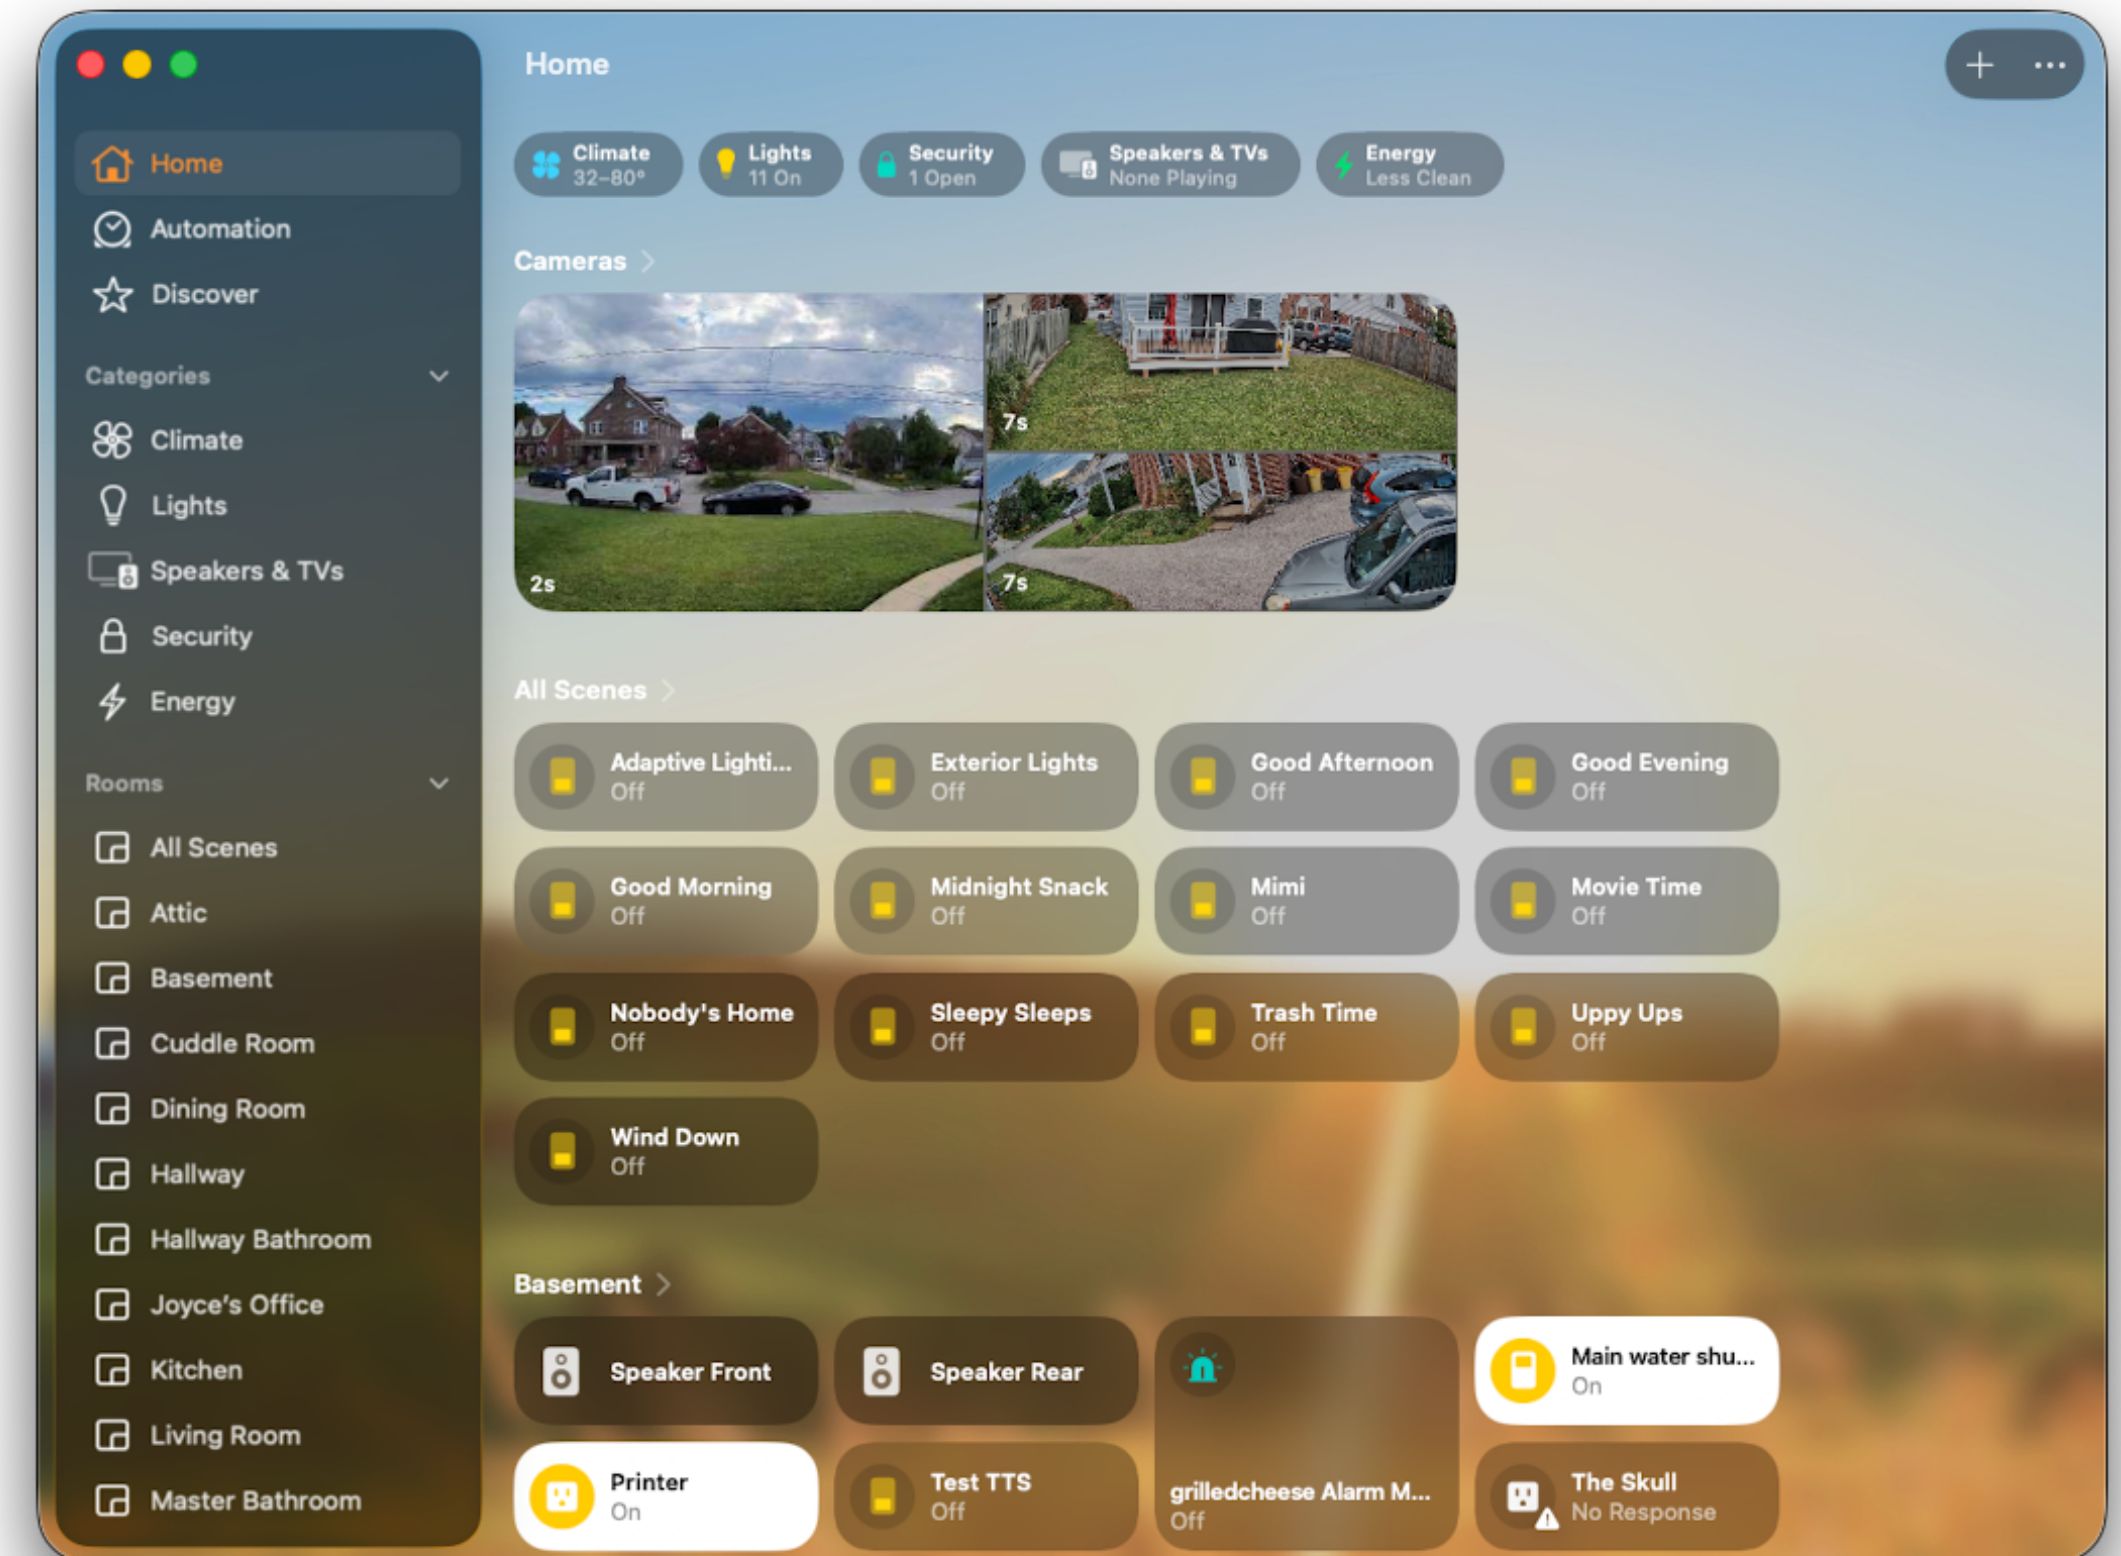 Home
Automation
Discover
Categories
Climate
Lights
Speakers & TVs
Security
Energy
Rooms
All Scenes
Attic
Basement
Cuddle Room
Dining Room
Hallway
Hallway Bathroom
Joyce's Office
Kitchen
Living Room
Master Bathroom
Home
Climate
32–80°
Lights
11 On
Security
1 Open
Speakers & TVs
None Playing
Energy
Less Clean
Cameras
2s
7s
7s
All Scenes
Adaptive Lighti...
Off
Exterior Lights
Off
Good Afternoon
Off
Good Evening
Off
Good Morning
Off
Midnight Snack
Off
Mimi
Off
Movie Time
Off
Nobody's Home
Off
Sleepy Sleeps
Off
Trash Time
Off
Uppy Ups
Off
Wind Down
Off
Basement
Speaker Front
Speaker Rear
grilledcheese Alarm M...
Off
Main water shu...
On
Printer
On
Test TTS
Off
The Skull
No Response